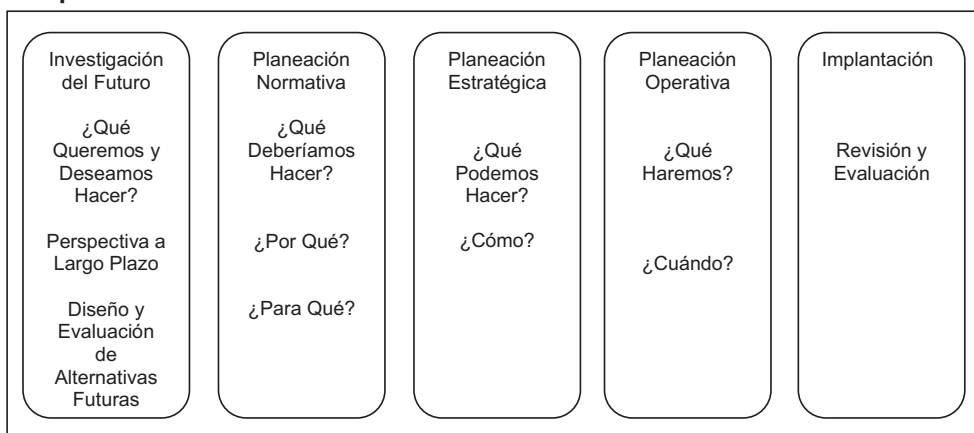 Investigación
del Futuro
¿Qué
Queremos y
Deseamos
Hacer?
Perspectiva a
Largo Plazo
Diseño y
Evaluación
de
Alternativas
Futuras
Planeación
Normativa
¿Qué
Deberíamos
Hacer?
¿Por Qué?
¿Para Qué?
Planeación
Estratégica
¿Qué
Podemos
Hacer?
¿Cómo?
Planeación
Operativa
¿Qué
Haremos?
¿Cuándo?
Implantación
Revisión y
Evaluación